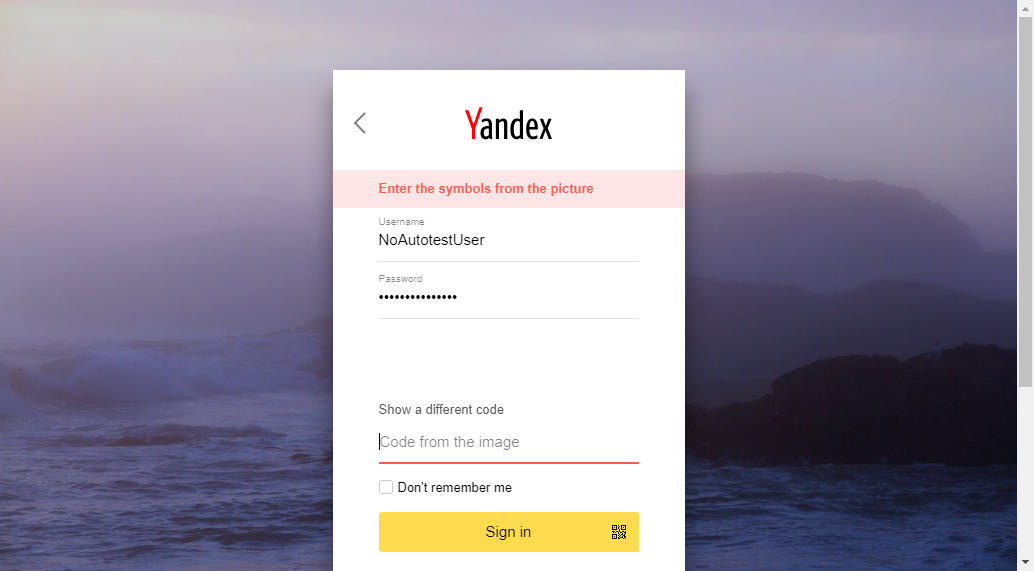 Yandex
Enter the symbols from the picture
Username
NoAutotestUser
Password
•••••••••••••••
Show a different code
Code from the image
Don't remember me
Sign in